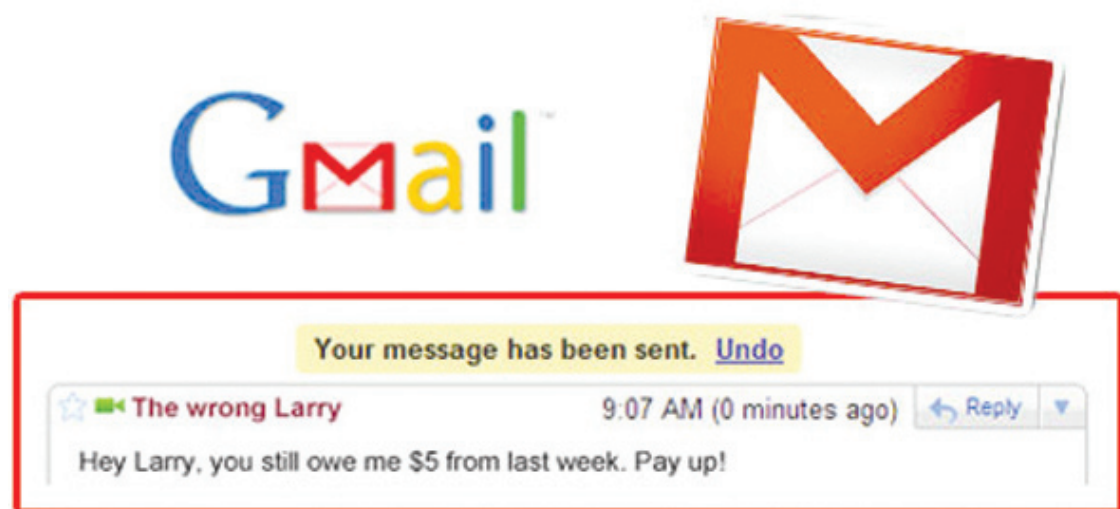 Gmail™
Your message has been sent. Undo
The wrong Larry 9:07 AM (0 minutes ago) Reply
Hey Larry, you still owe me $5 from last week. Pay up!